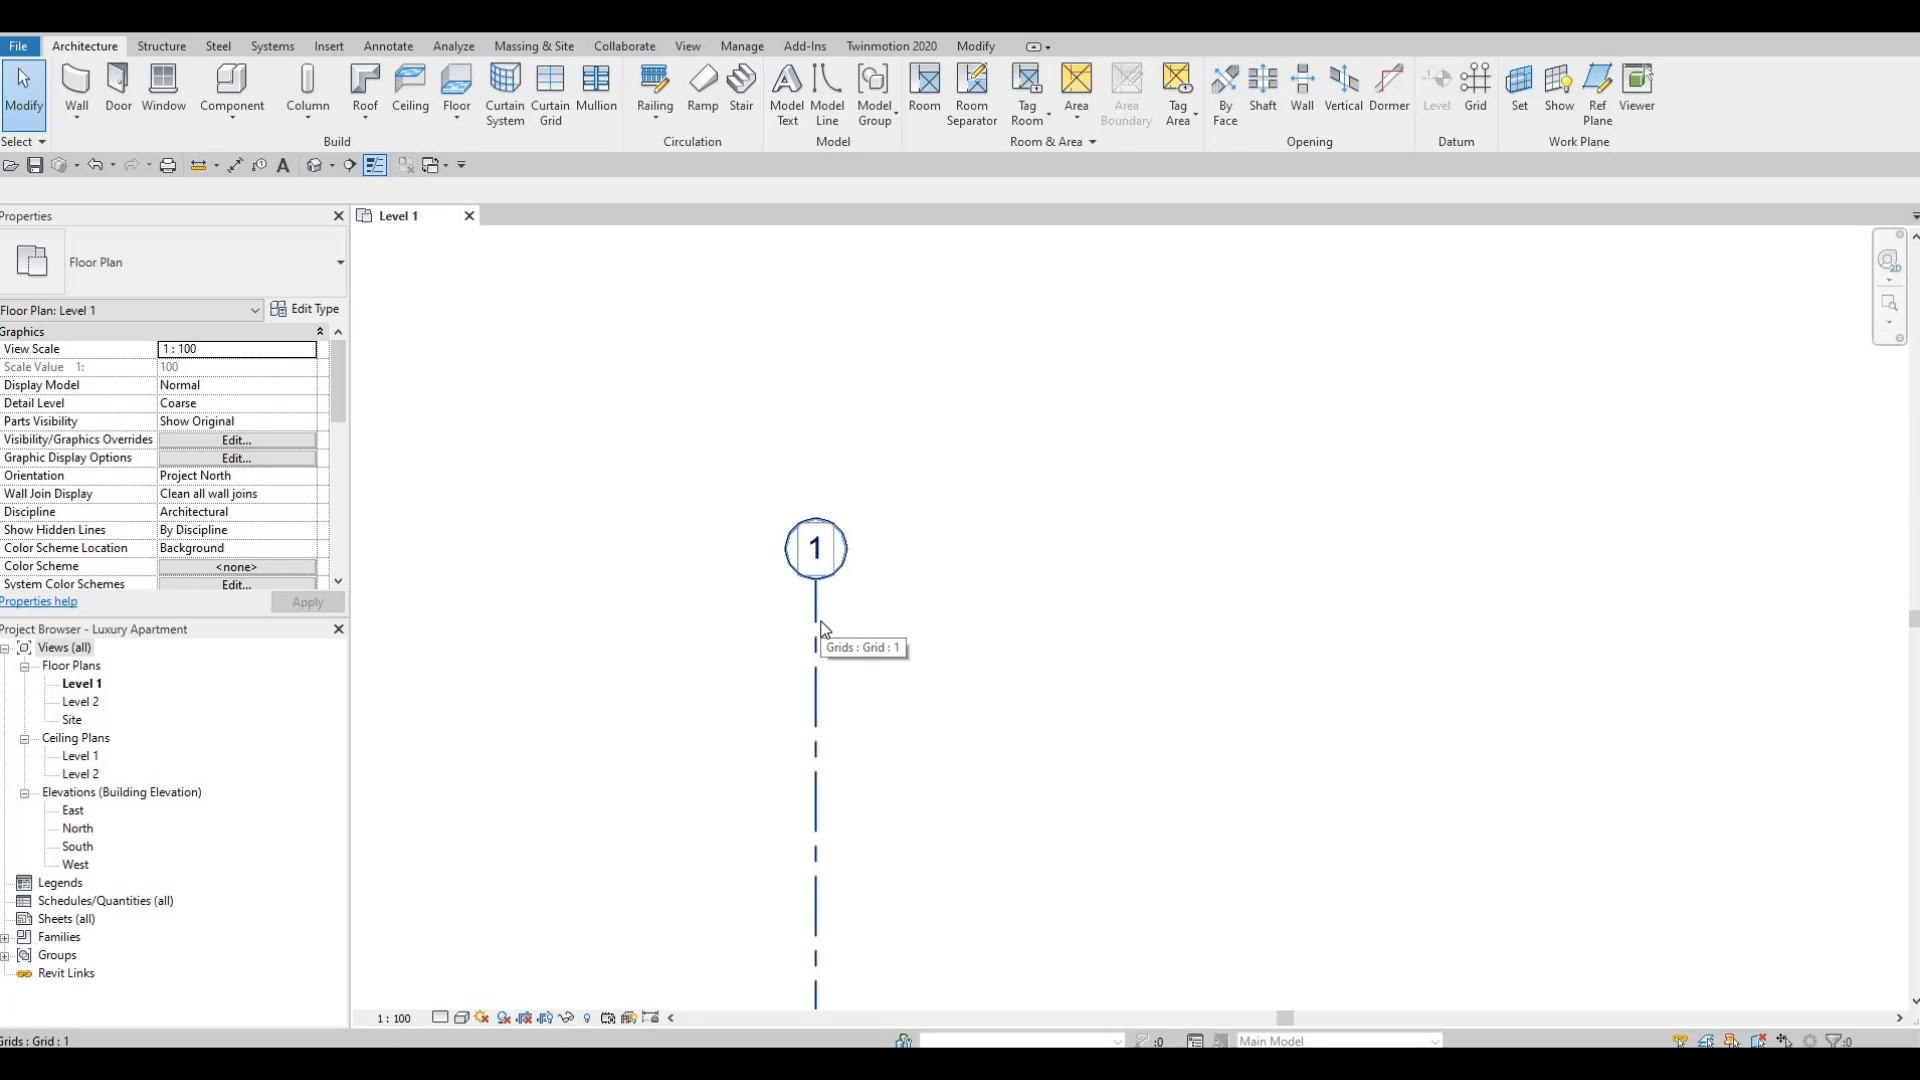 File Architecture Structure Steel Systems Insert Annotate Analyze Massing & Site Collaborate View Manage Add-Ins Twinmotion 2020 Modify
Modify Wall Door Window Component Column Roof Ceiling Floor Curtain System Curtain Grid Mullion Railing Ramp Stair Model Text Model Line Model Group Room Room Separator Tag Room Area Area Boundary Tag Area By Face Shaft Wall Vertical Dormer Level Grid Set Show Ref Plane Viewer
Select Build Circulation Model Room & Area Opening Datum Work Plane
Properties
Level 1
Floor Plan
Floor Plan: Level 1 Edit Type
Graphics
View Scale 1 : 100
Scale Value 1: 100
Display Model Normal
Detail Level Coarse
Parts Visibility Show Original
Visibility/Graphics Overrides Edit...
Graphic Display Options Edit...
Orientation Project North
Wall Join Display Clean all wall joins
Discipline Architectural
Show Hidden Lines By Discipline
Color Scheme Location Background
Color Scheme <none>
System Color Schemes Edit...
Properties help Apply
Project Browser - Luxury Apartment
Views (all)
Floor Plans
Level 1
Level 2
Site
Ceiling Plans
Level 1
Level 2
Elevations (Building Elevation)
East
North
South
West
Legends
Schedules/Quantities (all)
Sheets (all)
Families
Groups
Revit Links
1
Grids : Grid : 1
2D
1 : 100
Grids : Grid : 1
:0
Main Model
:0